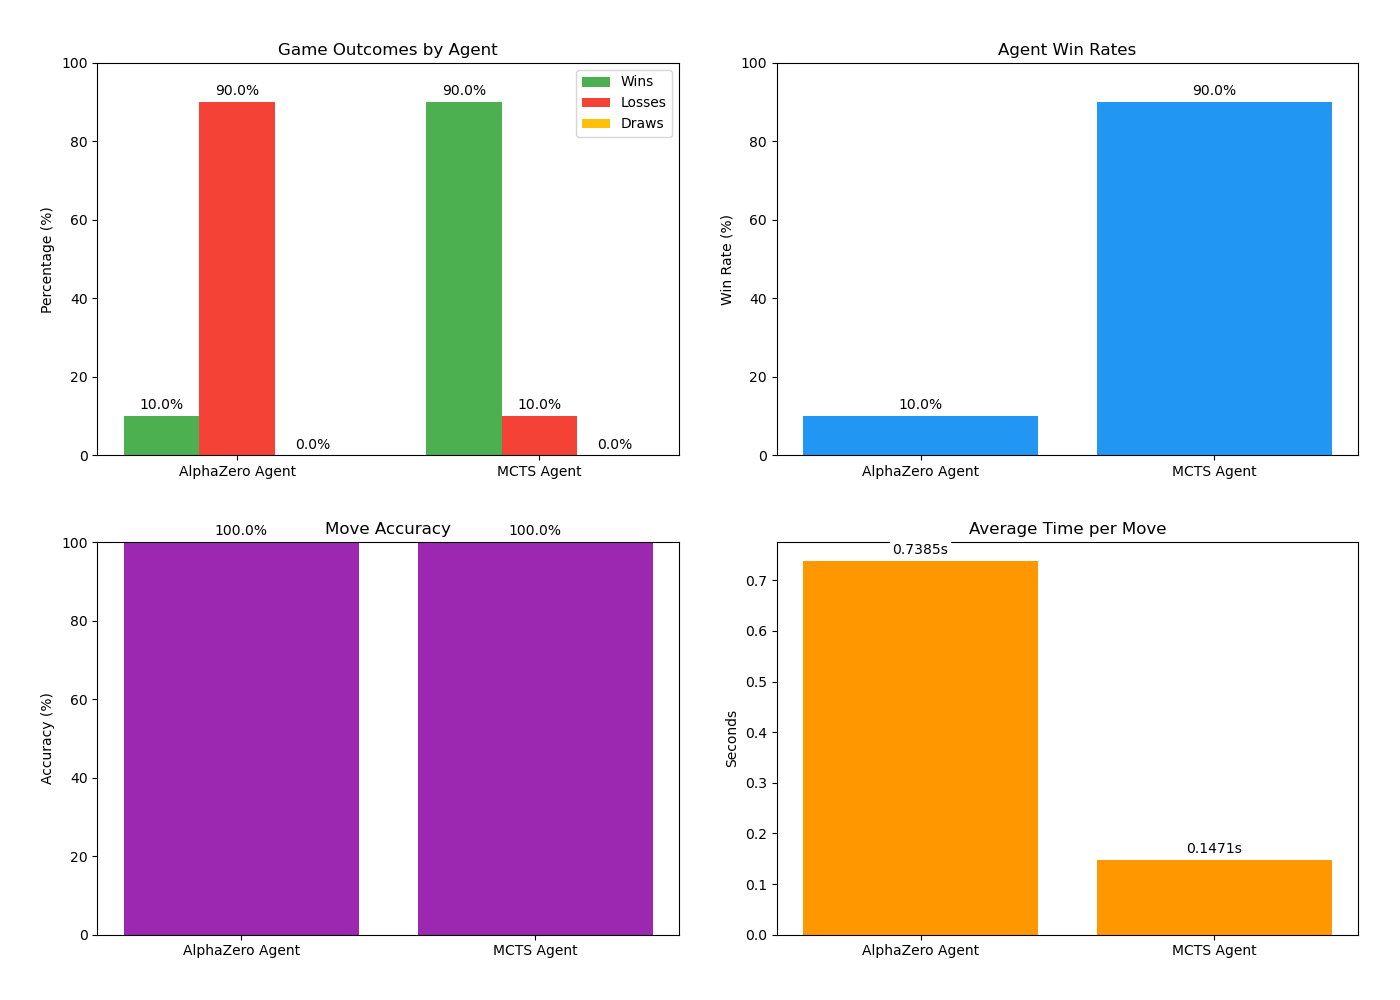 Game Outcomes by Agent
100
80
60
40
20
0
Percentage (%)
10.0%
90.0%
0.0%
90.0%
10.0%
0.0%
Wins
Losses
Draws
AlphaZero Agent
MCTS Agent
Agent Win Rates
100
80
60
40
20
0
Win Rate (%)
10.0%
90.0%
AlphaZero Agent
MCTS Agent
Move Accuracy
100
80
60
40
20
0
Accuracy (%)
100.0%
100.0%
AlphaZero Agent
MCTS Agent
Average Time per Move
0.7
0.6
0.5
0.4
0.3
0.2
0.1
0.0
Seconds
0.7385s
0.1471s
AlphaZero Agent
MCTS Agent